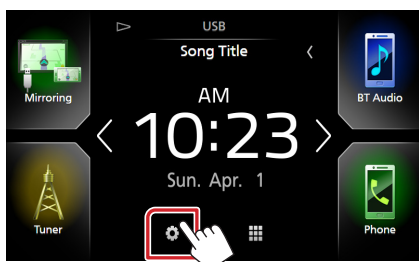 USB
Song Title
Mirroring
AM
BT Audio
10:23
Sun. Apr. 1
Tuner
Phone